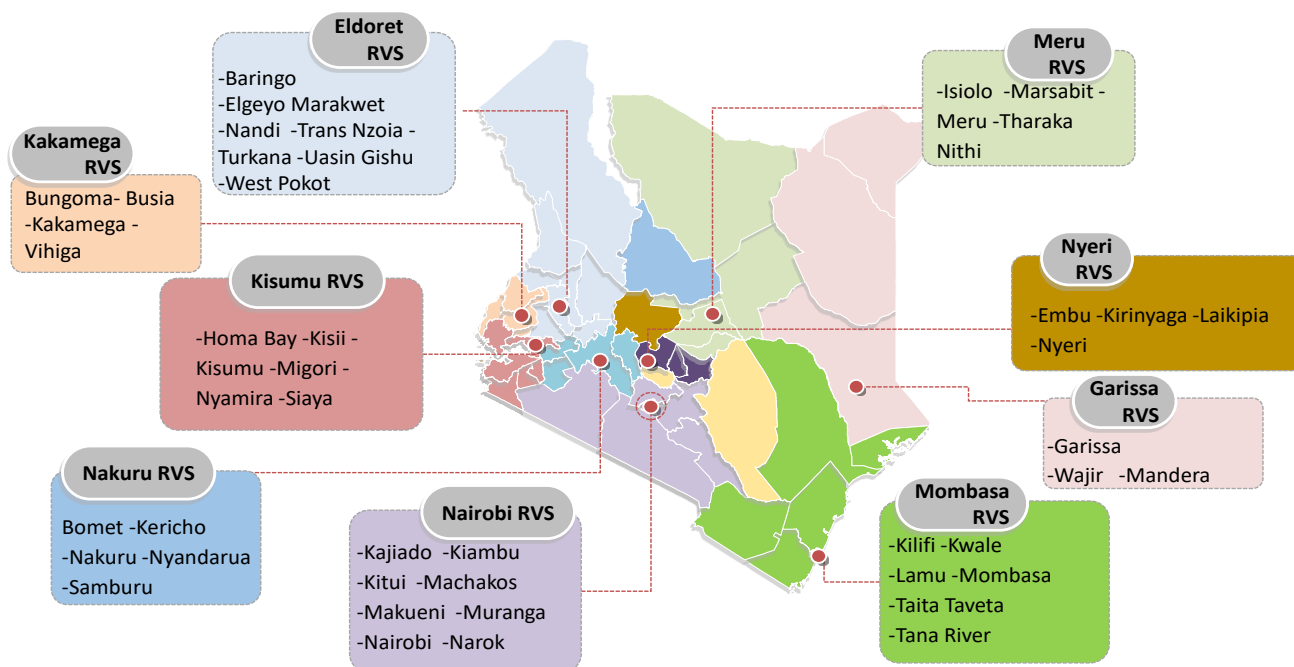 Eldoret
RVS
-Baringo
-Elgeyo Marakwet
-Nandi -Trans Nzoia -
Turkana -Uasin Gishu
-West Pokot
Meru
RVS
-Isiolo -Marsabit -
Meru -Tharaka
Nithi
Kakamega
RVS
Bungoma- Busia
-Kakamega -
Vihiga
Kisumu RVS
-Homa Bay -Kisii -
Kisumu -Migori -
Nyamira -Siaya
Nyeri
RVS
-Embu -Kirinyaga -Laikipia
-Nyeri
Garissa
RVS
-Garissa
-Wajir -Mandera
Nakuru RVS
Bomet -Kericho
-Nakuru -Nyandarua
-Samburu
Nairobi RVS
-Kajiado -Kiambu
-Kitui -Machakos
-Makueni -Muranga
-Nairobi -Narok
Mombasa
RVS
-Kilifi -Kwale
-Lamu -Mombasa
-Taita Taveta
-Tana River